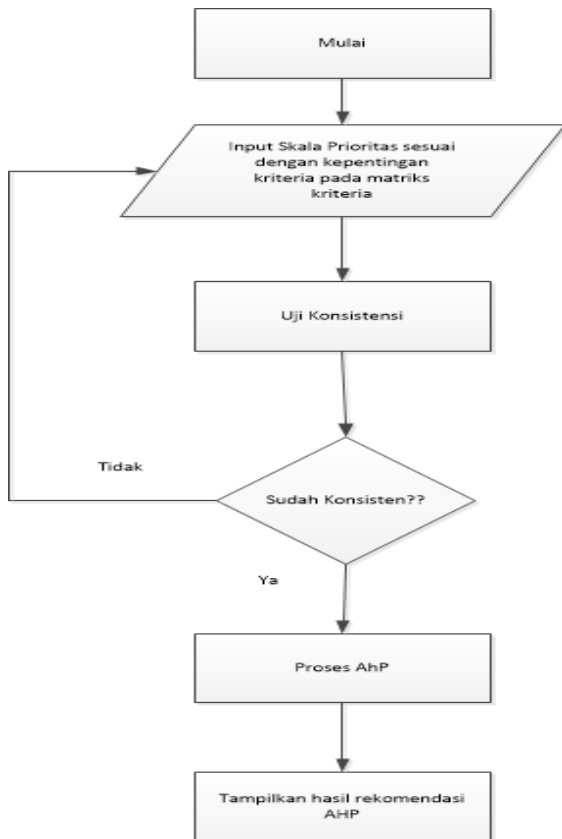 Mulai
Input Skala Prioritas sesuai
dengan kepentingan
kriteria pada matriks
kriteria
Uji Konsistensi
Tidak
Sudah Konsisten??
Ya
Proses AhP
Tampilkan hasil rekomendasi
AHP